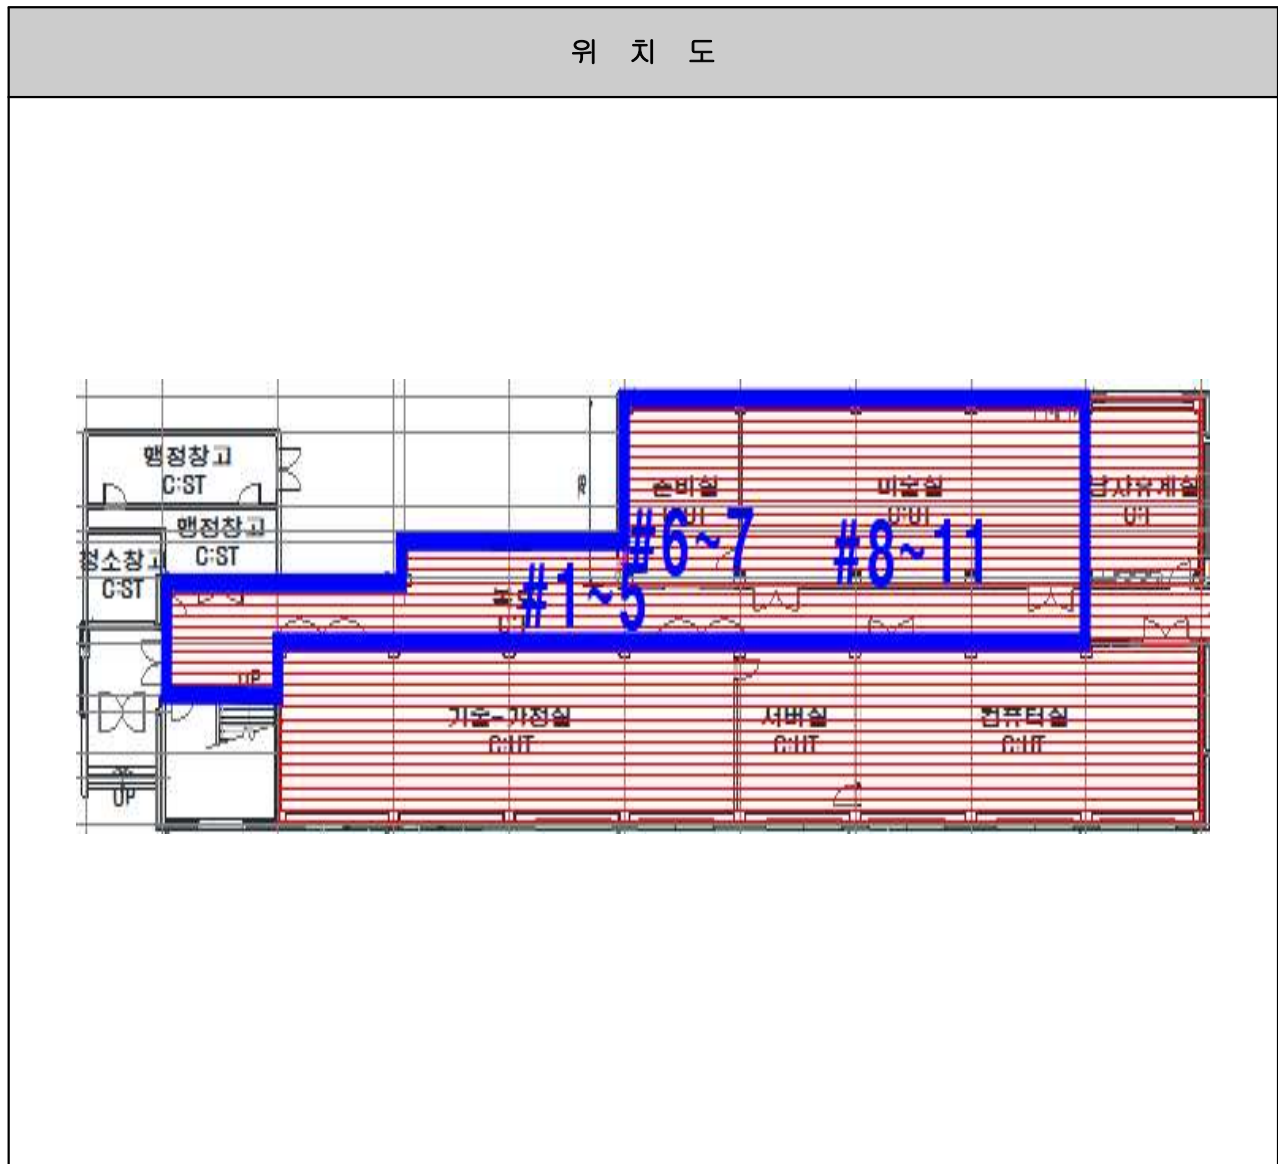 위 치 도
행정창고
C:ST
행정창고
C:ST
청소창고
C:ST
준비실
미술실
#6~7
#8~11
#1~5
UP
기술-가정실
C:UT
서버실
C:UT
컴퓨터실
C:UT
UP